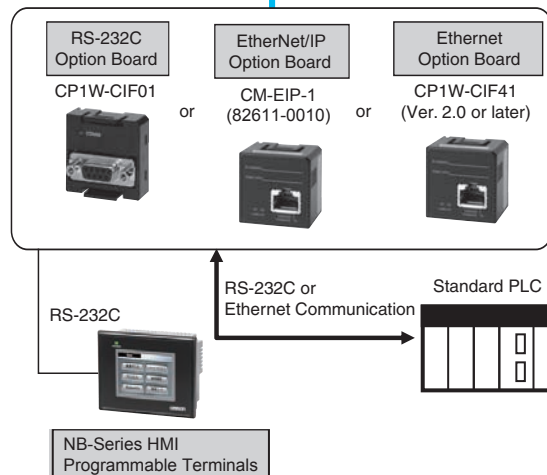 RS-232C
Option Board
CP1W-CIF01
or
EtherNet/IP
Option Board
CM-EIP-1
(82611-0010)
or
Ethernet
Option Board
CP1W-CIF41
(Ver. 2.0 or later)
RS-232C
RS-232C or
Ethernet Communication
Standard PLC
NB-Series HMI
Programmable Terminals